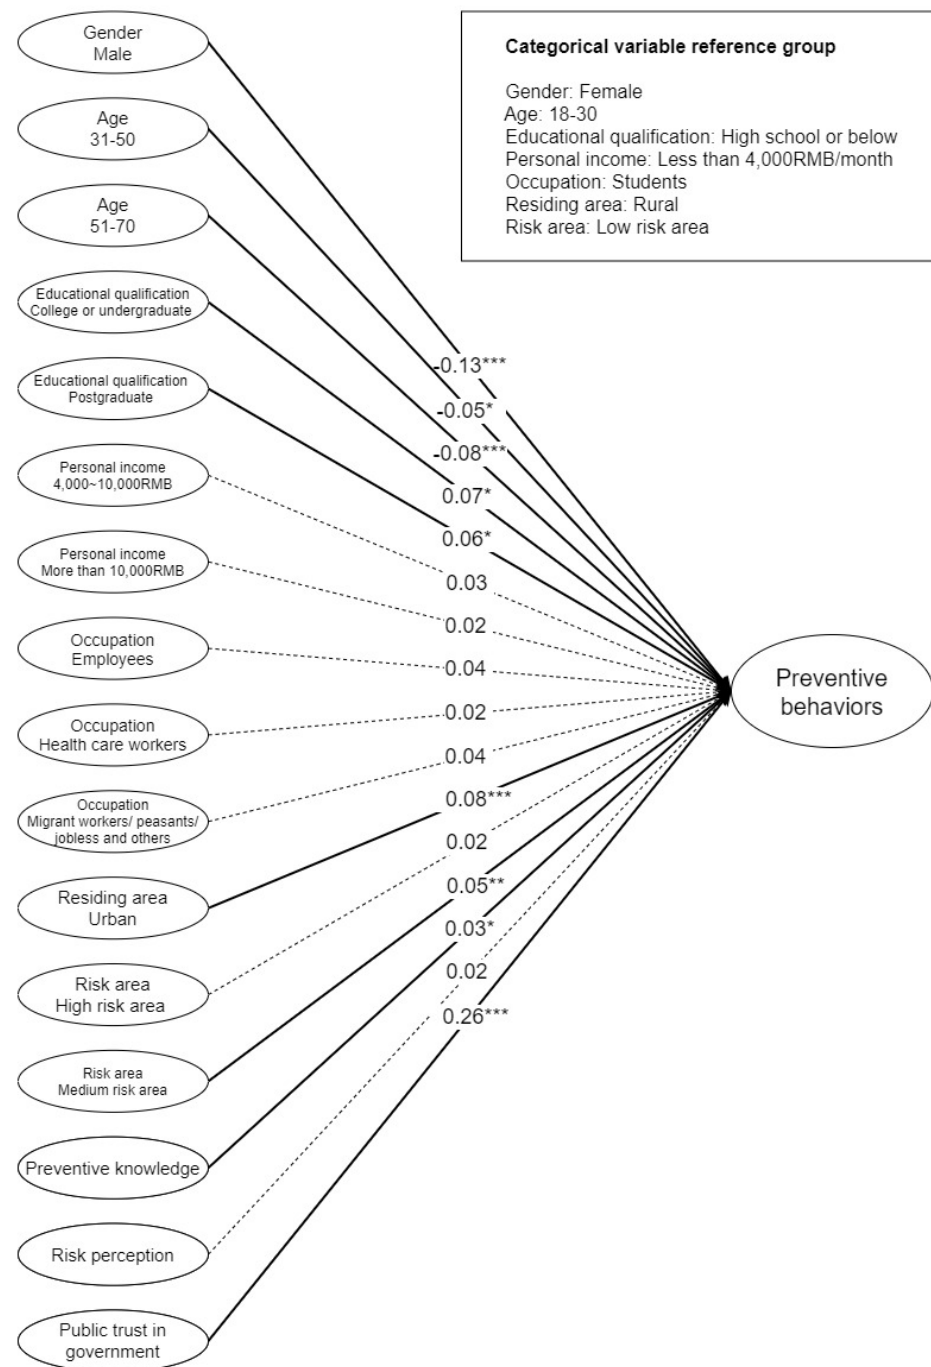 Gender
Male
Categorical variable reference group
Gender: Female
Age: 18-30
Educational qualification: High school or below
Personal income: Less than 4,000RMB/month
Occupation: Students
Residing area: Rural
Risk area: Low risk area
Age
31-50
Age
51-70
Educational qualification
College or undergraduate
Educational qualification
Postgraduate
Personal income
4,000~10,000RMB
Personal income
More than 10,000RMB
Occupation
Employees
Occupation
Health care workers
Occupation
Migrant workers/ peasants/
jobless and others
Residing area
Urban
Risk area
High risk area
Risk area
Medium risk area
Preventive knowledge
Risk perception
Public trust in
government
-0.13***
-0.05*
-0.08***
0.07*
0.06*
0.03
0.02
0.04
0.02
0.04
0.08***
0.02
0.05**
0.03*
0.02
0.26***
Preventive
behaviors